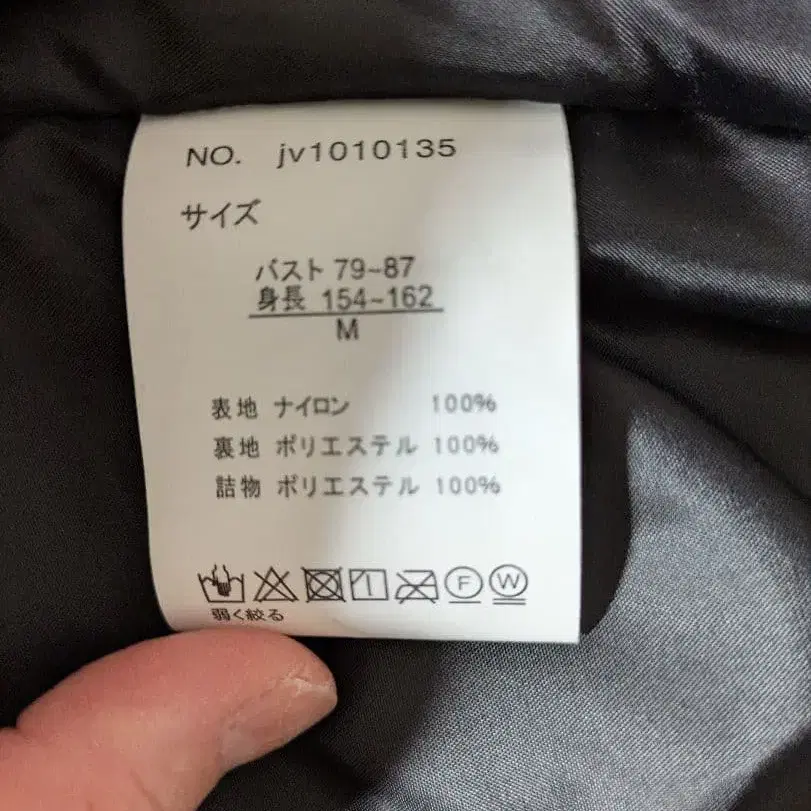 NO. jv1010135
サイズ
バスト 79~87
身長 154~162
M
表地 ナイロン 100%
裏地 ポリエステル 100%
詰物 ポリエステル 100%
F W
弱く絞る